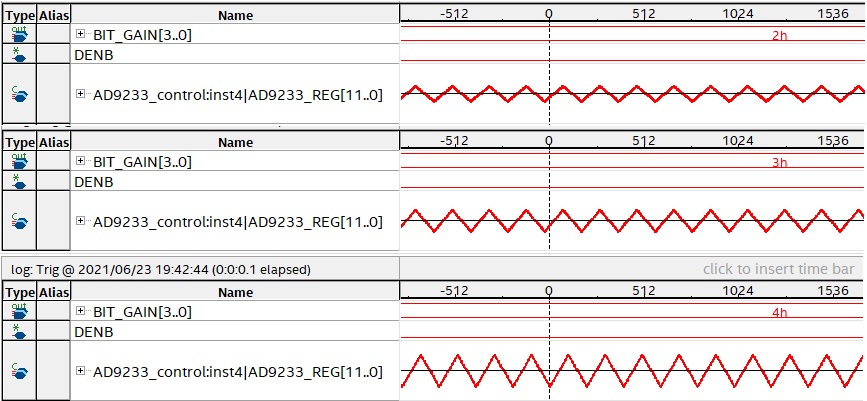 Type Alias Name -512 0 512 1024 1536
out BIT_GAIN[3..0] 2h
* DENB
C AD9233_control:inst4|AD9233_REG[11..0]
Type Alias Name -512 0 512 1024 1536
out BIT_GAIN[3..0] 3h
* DENB
C AD9233_control:inst4|AD9233_REG[11..0]
log: Trig @ 2021/06/23 19:42:44 (0:0:0.1 elapsed) click to insert time bar
Type Alias Name -512 0 512 1024 1536
out BIT_GAIN[3..0] 4h
* DENB
C AD9233_control:inst4|AD9233_REG[11..0]